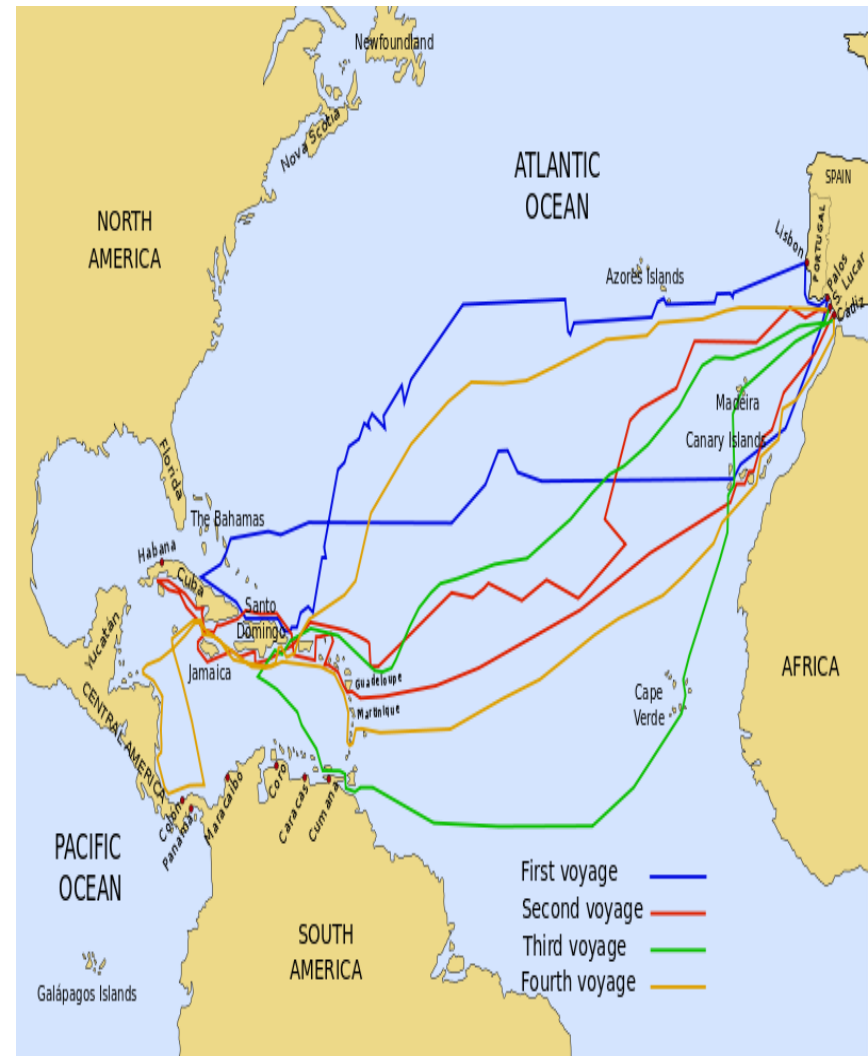 Newfoundland
Nova Scotia
ATLANTIC
OCEAN
SPAIN
PORTUGAL
NORTH
AMERICA
Lisbon
Palos
S. Lucar
Cadiz
Azores Islands
Madeira
Canary Islands
Florida
The Bahamas
Habana
Cuba
Santo
Domingo
Yucatán
Jamaica
Guadeloupe
Martinique
CENTRAL AMERICA
AFRICA
Cape
Verde
Colón
Panama
Maracaibo
Coro
Caracas
Cumana
PACIFIC
OCEAN
First voyage
Second voyage
Third voyage
Fourth voyage
SOUTH
AMERICA
Galápagos Islands